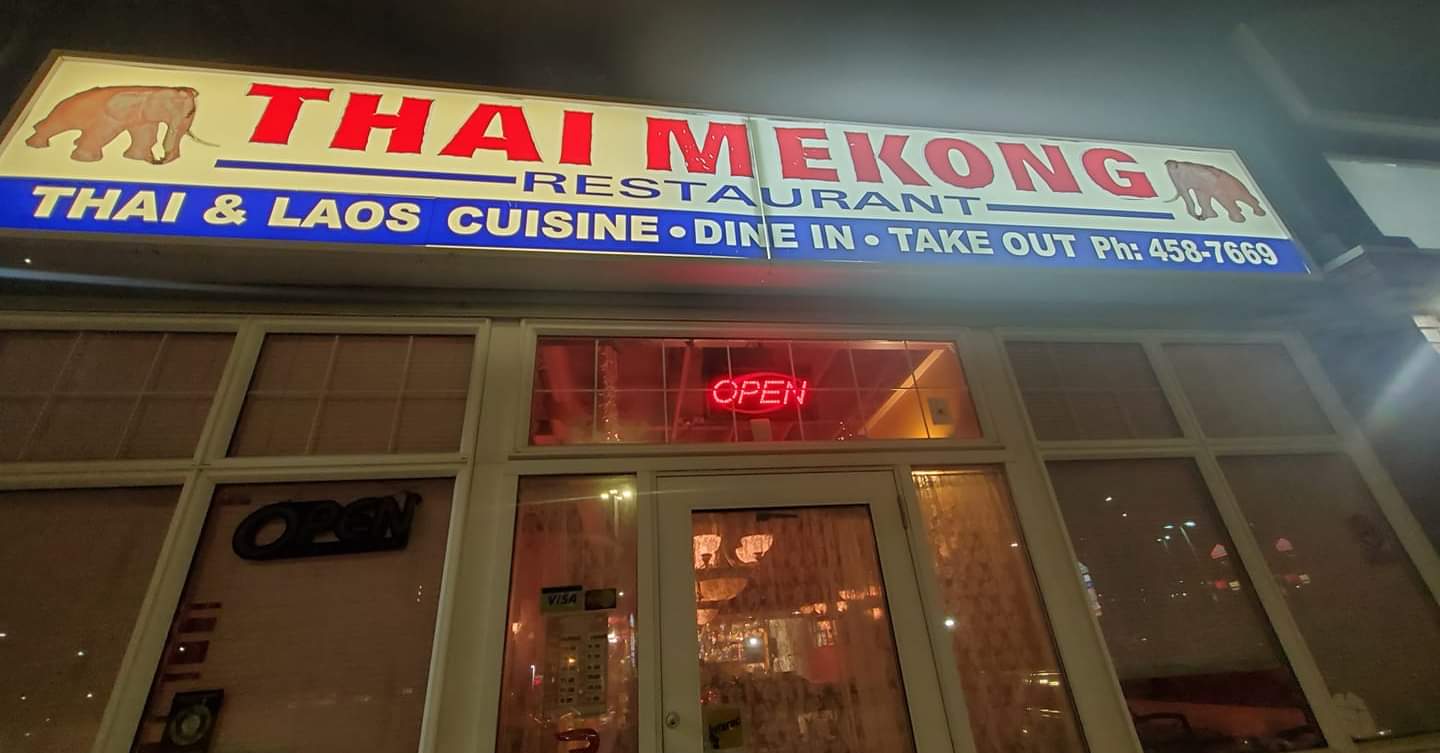 THAI MEKONG
RESTAURANT
THAI & LAOS CUISINE • DINE IN • TAKE OUT Ph: 458-7669
OPEN
OPEN
VISA